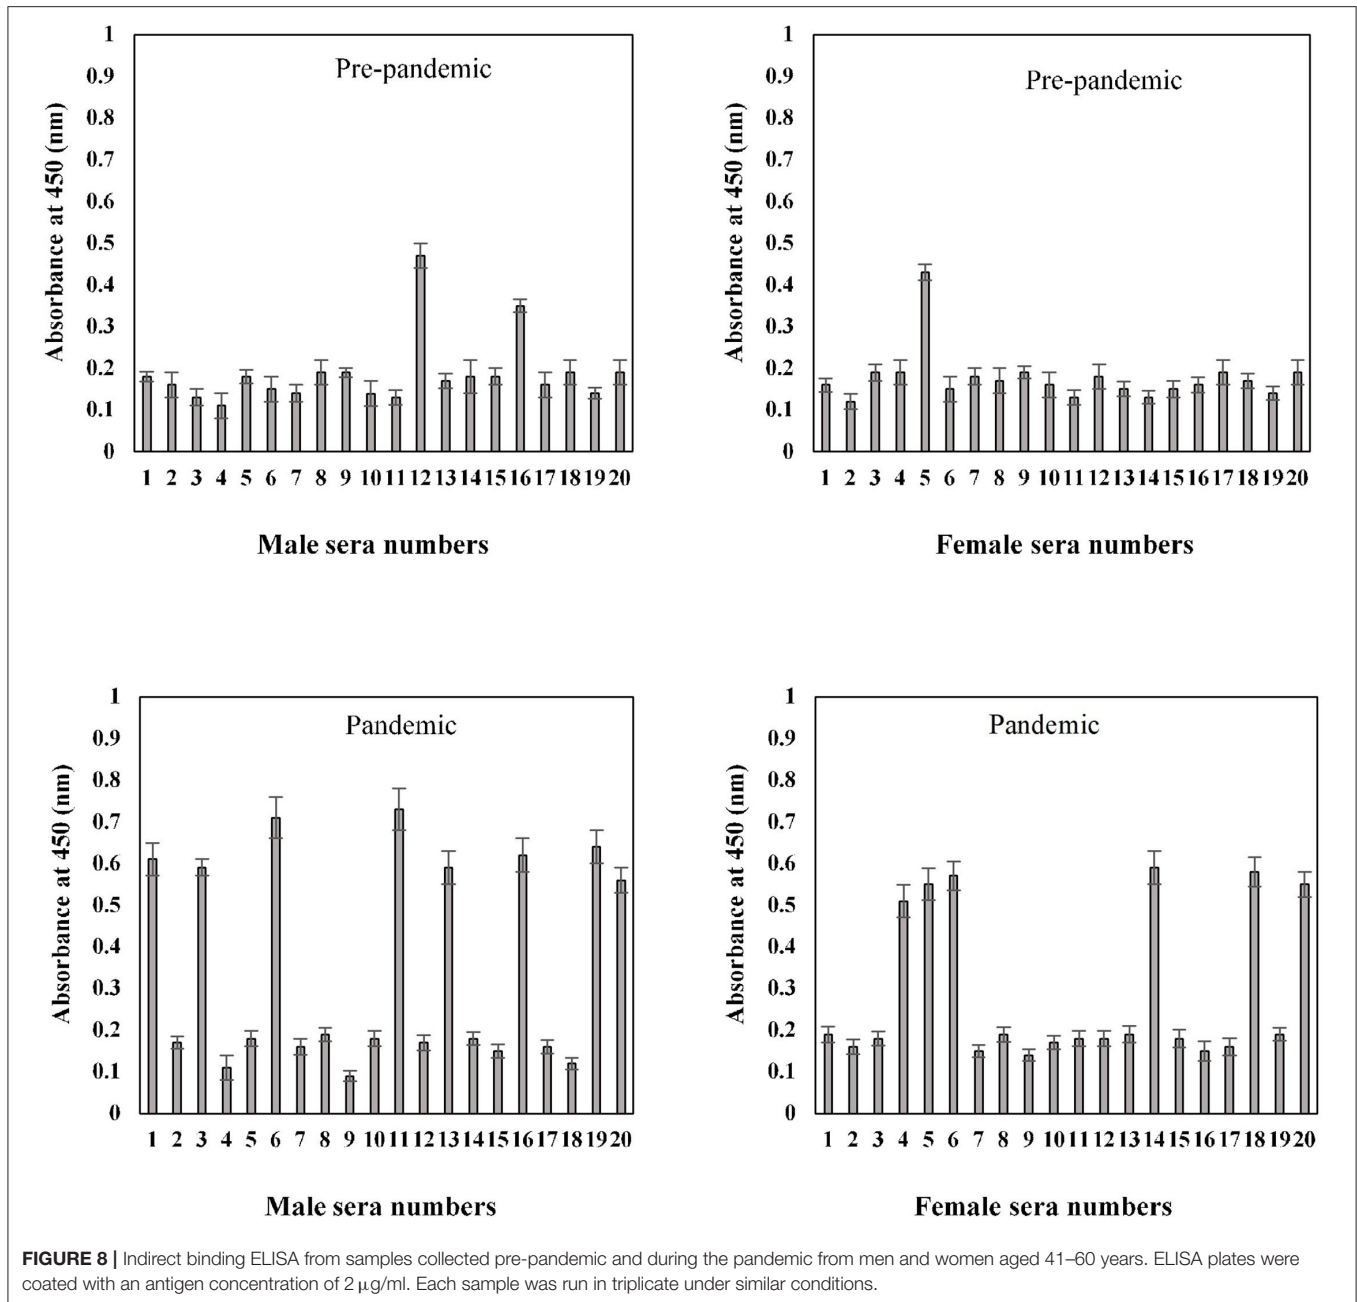 Pre-pandemic
Absorbance at 450 (nm)
1
0.9
0.8
0.7
0.6
0.5
0.4
0.3
0.2
0.1
0
1 2 3 4 5 6 7 8 9 10 11 12 13 14 15 16 17 18 19 20
Male sera numbers
Pre-pandemic
Absorbance at 450 (nm)
1
0.9
0.8
0.7
0.6
0.5
0.4
0.3
0.2
0.1
0
1 2 3 4 5 6 7 8 9 10 11 12 13 14 15 16 17 18 19 20
Female sera numbers
Pandemic
Absorbance at 450 (nm)
1
0.9
0.8
0.7
0.6
0.5
0.4
0.3
0.2
0.1
0
1 2 3 4 5 6 7 8 9 10 11 12 13 14 15 16 17 18 19 20
Male sera numbers
Pandemic
Absorbance at 450 (nm)
1
0.9
0.8
0.7
0.6
0.5
0.4
0.3
0.2
0.1
0
1 2 3 4 5 6 7 8 9 10 11 12 13 14 15 16 17 18 19 20
Female sera numbers
FIGURE 8 | Indirect binding ELISA from samples collected pre-pandemic and during the pandemic from men and women aged 41–60 years. ELISA plates were
coated with an antigen concentration of 2 μg/ml. Each sample was run in triplicate under similar conditions.